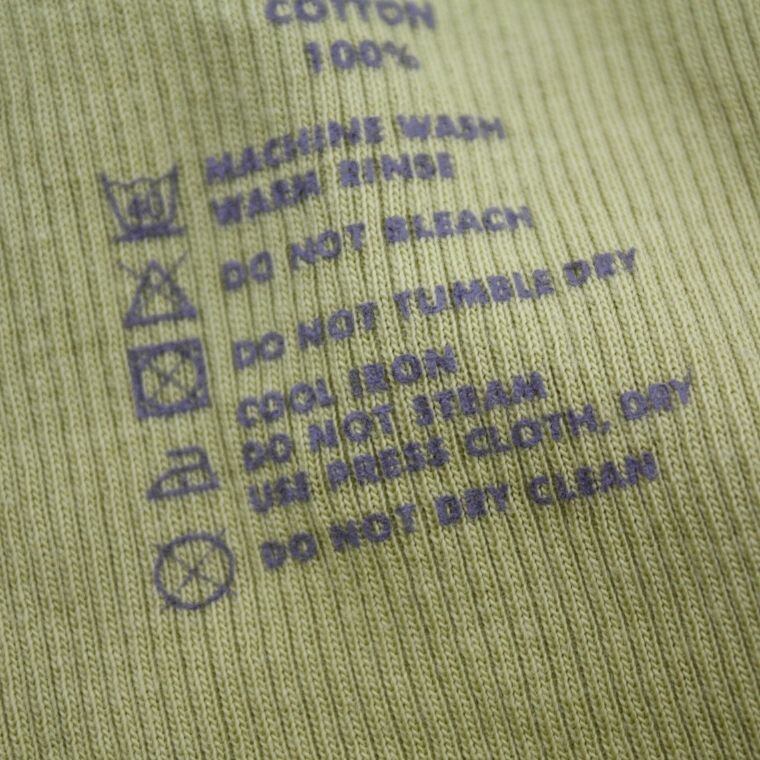 COTTON
100%
MACHINE WASH
WARM RINSE
40
DO NOT BLEACH
DO NOT TUMBLE DRY
COOL IRON
DO NOT STEAM
USE PRESS CLOTH, DRY
DO NOT DRY CLEAN